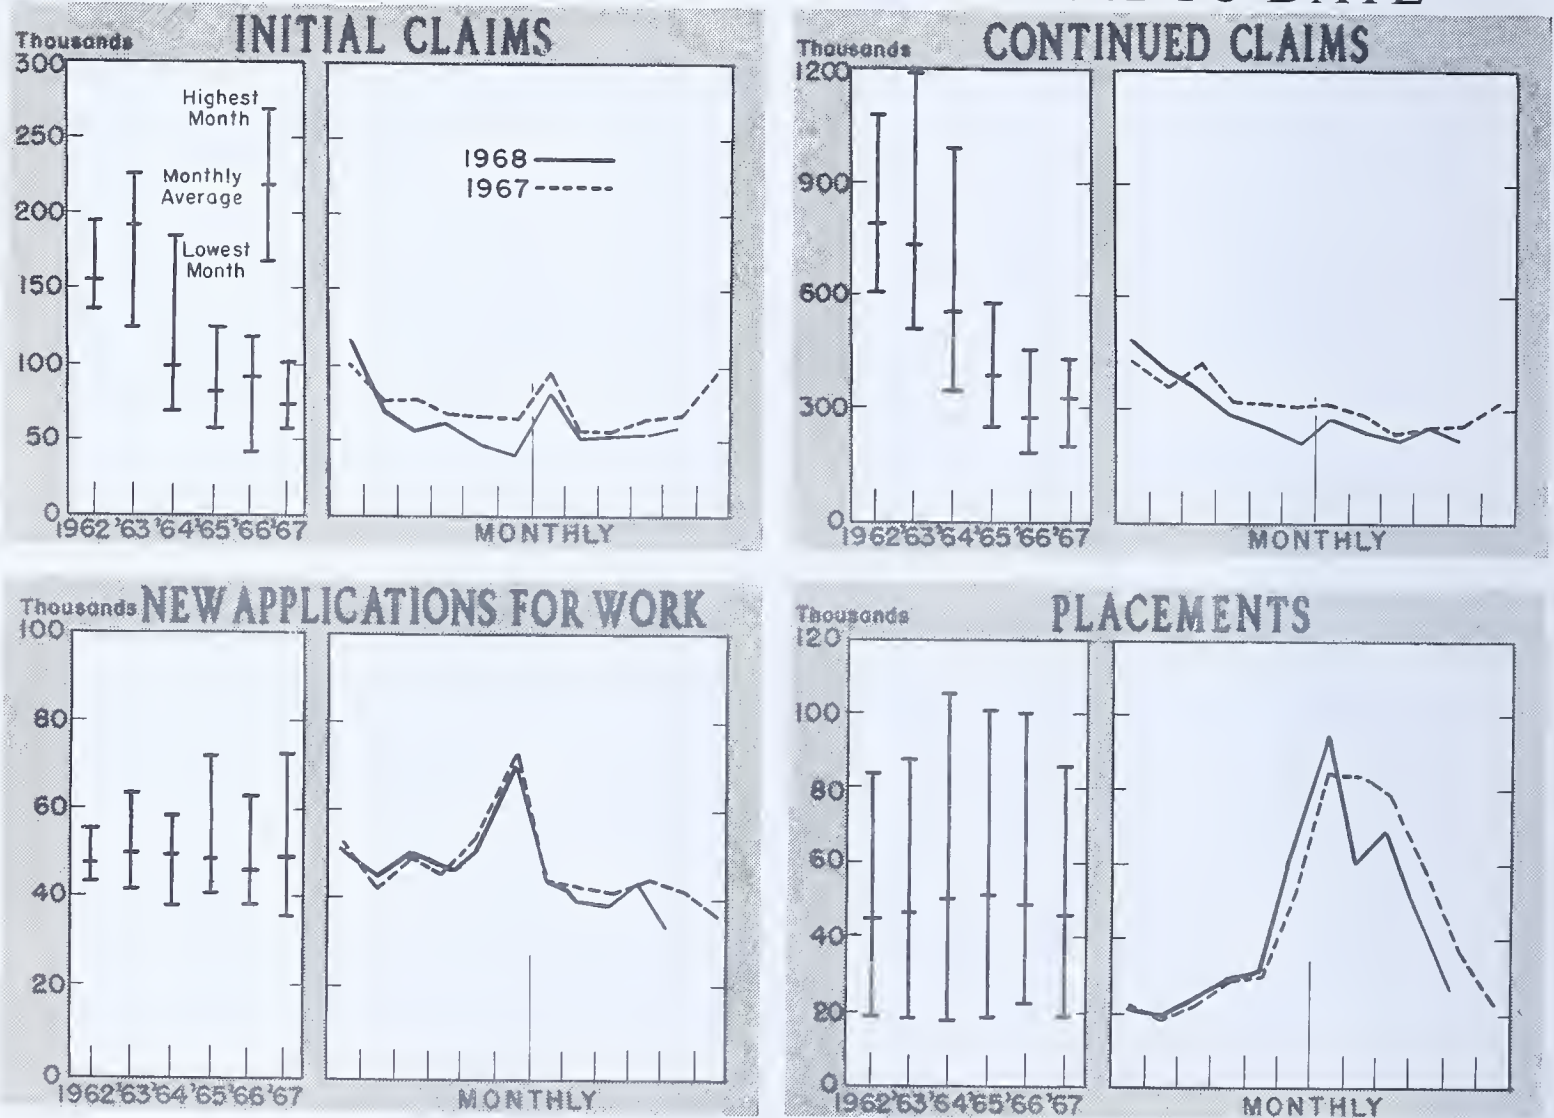 INITIAL CLAIMS
Thousands
300
250
200
150
100
50
0
Highest
Month
Monthly
Average
Lowest
Month
1962 '63 '64 '65 '66 '67
1968
1967
MONTHLY
CONTINUED CLAIMS
Thousands
1200
900
600
300
0
1962 '63 '64 '65 '66 '67
MONTHLY
NEW APPLICATIONS FOR WORK
Thousands
100
80
60
40
20
0
1962 '63 '64 '65 '66 '67
MONTHLY
PLACEMENTS
Thousands
120
100
80
60
40
20
0
1962 '63 '64 '65 '66 '67
MONTHLY